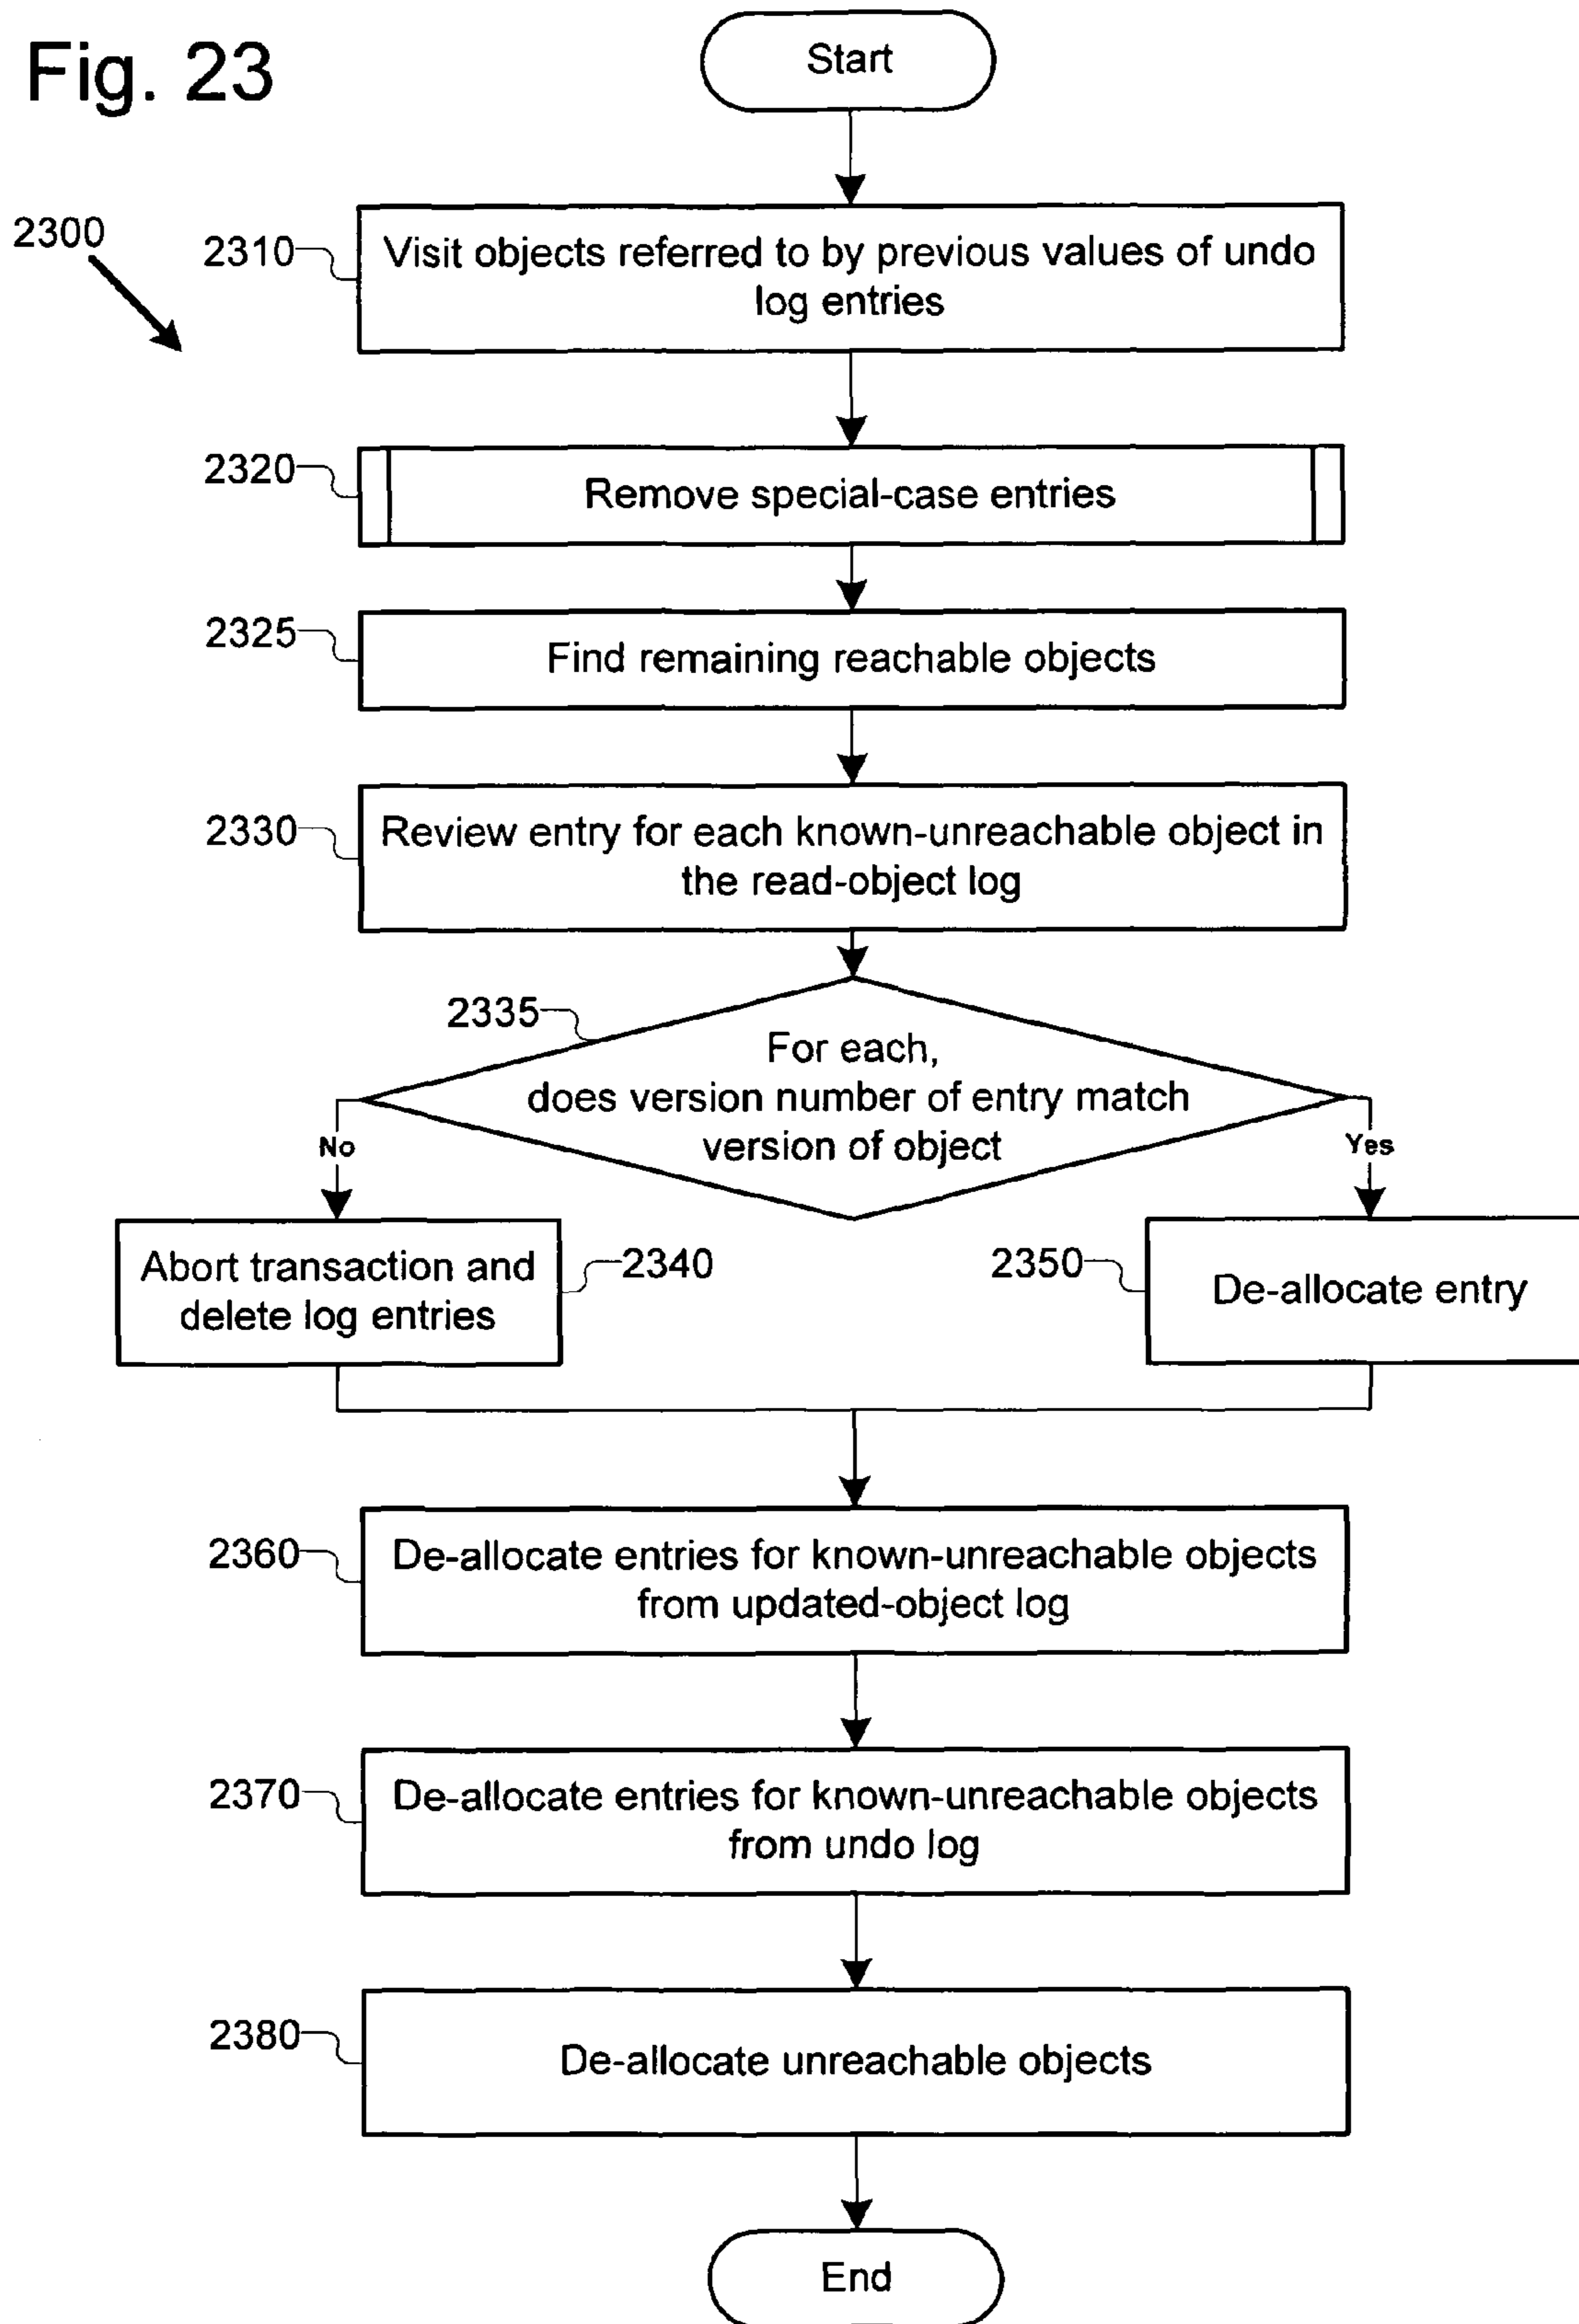 Fig. 23
Start
2300
2310
Visit objects referred to by previous values of undo
log entries
2320
Remove special-case entries
2325
Find remaining reachable objects
2330
Review entry for each known-unreachable object in
the read-object log
2335
For each,
does version number of entry match
version of object
No
Yes
Abort transaction and
delete log entries
2340
2350
De-allocate entry
2360
De-allocate entries for known-unreachable objects
from updated-object log
2370
De-allocate entries for known-unreachable objects
from undo log
2380
De-allocate unreachable objects
End